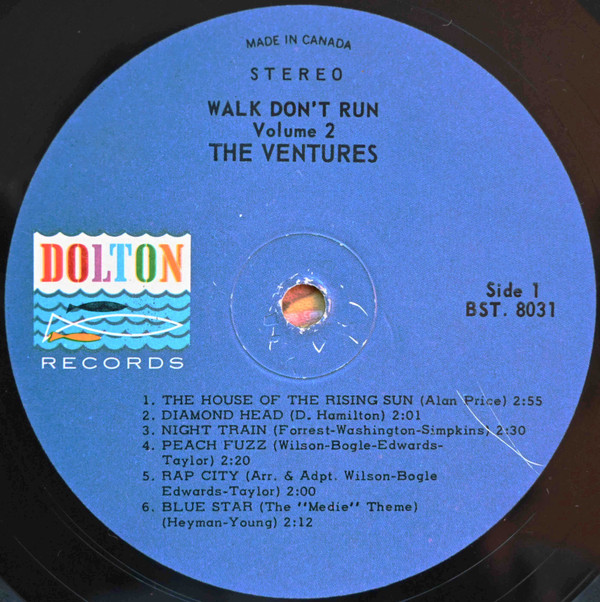 MADE IN CANADA
STEREO
WALK DON'T RUN
Volume 2
THE VENTURES
DOLTON
RECORDS
Side 1
BST. 8031
1. THE HOUSE OF THE RISING SUN (Alan Price) 2:55
2. DIAMOND HEAD (D. Hamilton) 2:01
3. NIGHT TRAIN (Forrest-Washington-Simpkins) 2:30
4. PEACH FUZZ (Wilson-Bogle-Edwards-
Taylor) 2:20
5. RAP CITY (Arr. & Adpt. Wilson-Bogle
Edwards-Taylor) 2:00
6. BLUE STAR (The "Medie" Theme)
(Heyman-Young) 2:12